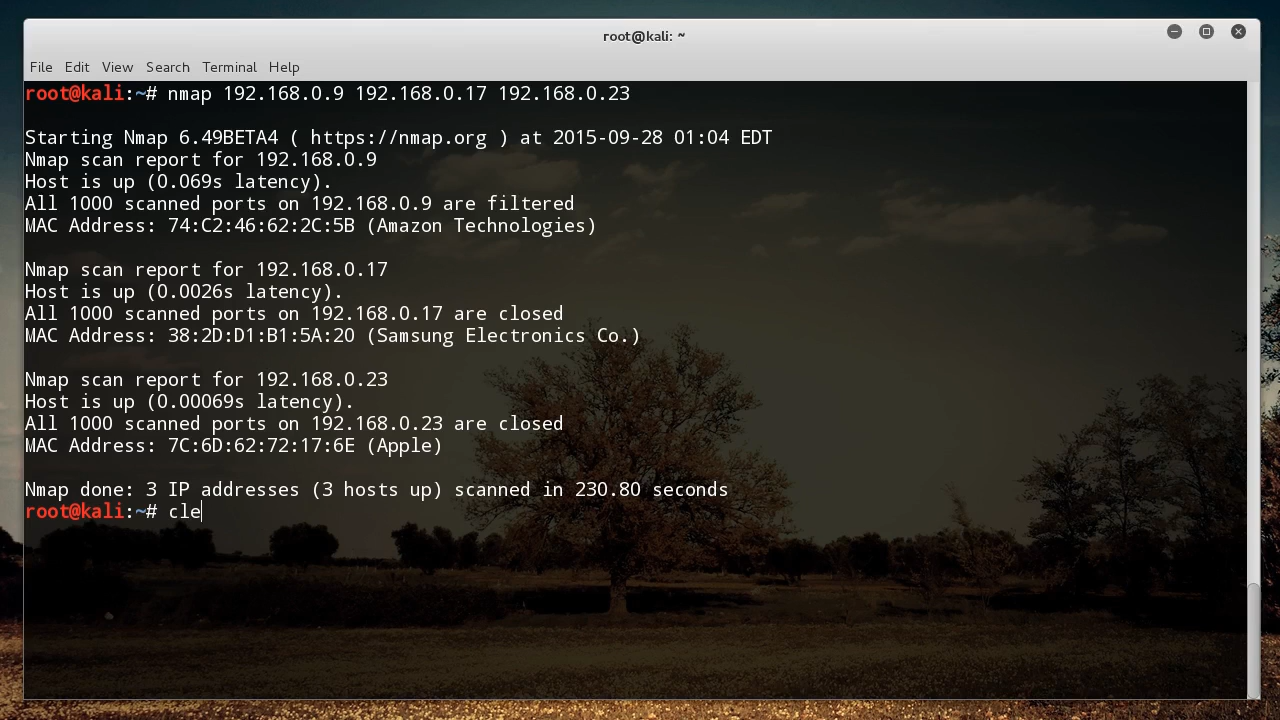 root@kali: ~
File Edit View Search Terminal Help
root@kali:~# nmap 192.168.0.9 192.168.0.17 192.168.0.23
Starting Nmap 6.49BETA4 ( https://nmap.org ) at 2015-09-28 01:04 EDT
Nmap scan report for 192.168.0.9
Host is up (0.069s latency).
All 1000 scanned ports on 192.168.0.9 are filtered
MAC Address: 74:C2:46:62:2C:5B (Amazon Technologies)
Nmap scan report for 192.168.0.17
Host is up (0.0026s latency).
All 1000 scanned ports on 192.168.0.17 are closed
MAC Address: 38:2D:D1:B1:5A:20 (Samsung Electronics Co.)
Nmap scan report for 192.168.0.23
Host is up (0.00069s latency).
All 1000 scanned ports on 192.168.0.23 are closed
MAC Address: 7C:6D:62:72:17:6E (Apple)
Nmap done: 3 IP addresses (3 hosts up) scanned in 230.80 seconds
root@kali:~# cle